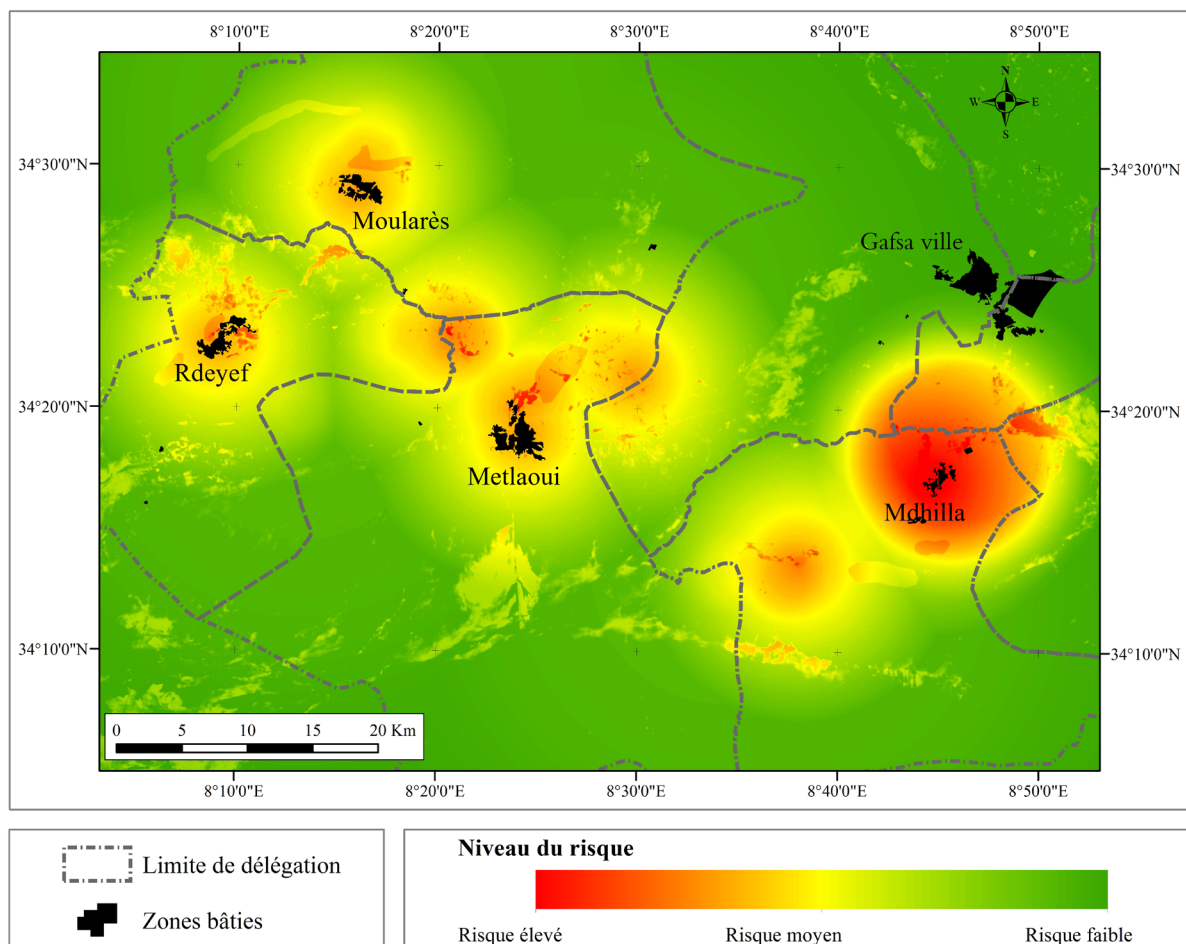 8°10'0"E 8°20'0"E 8°30'0"E 8°40'0"E 8°50'0"E
N
W E
S
34°30'0"N 34°30'0"N
Moularès
Gafsa ville
Rdeyef
34°20'0"N 34°20'0"N
Metlaoui
Mdhilla
34°10'0"N 34°10'0"N
0 5 10 15 20 Km
8°10'0"E 8°20'0"E 8°30'0"E 8°40'0"E 8°50'0"E
Limite de délégation
Zones bâties
Niveau du risque
Risque élevé Risque moyen Risque faible